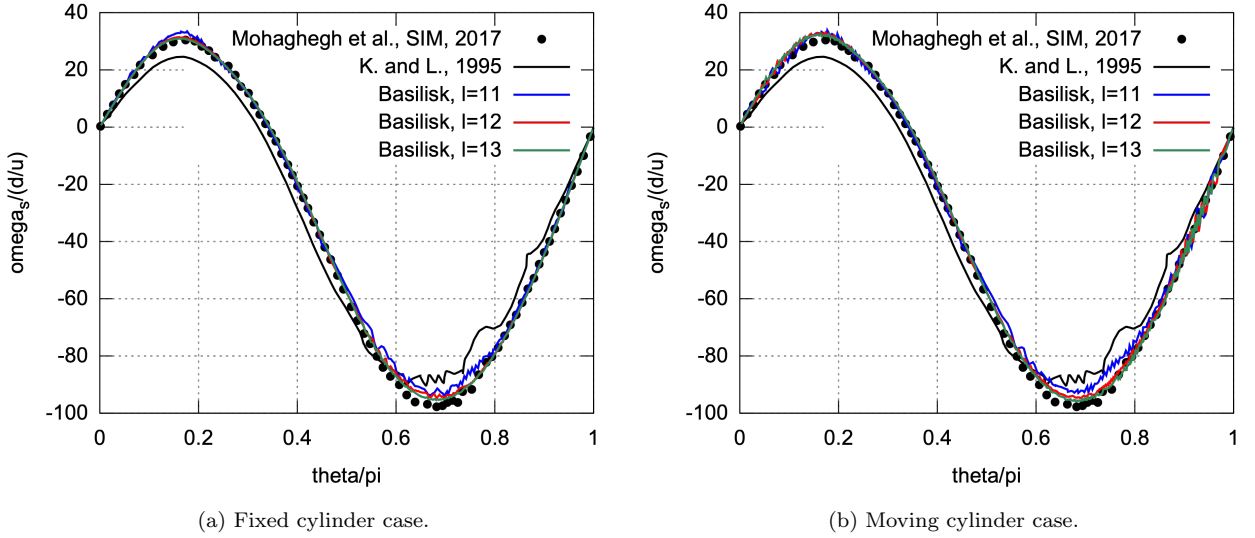 40
20
0
-20
-40
-60
-80
-100
omega_s/(d/u)
Mohaghegh et al., SIM, 2017
K. and L., 1995
Basilisk, l=11
Basilisk, l=12
Basilisk, l=13
0 0.2 0.4 0.6 0.8 1
theta/pi
(a) Fixed cylinder case.
40
20
0
-20
-40
-60
-80
-100
omega_s/(d/u)
Mohaghegh et al., SIM, 2017
K. and L., 1995
Basilisk, l=11
Basilisk, l=12
Basilisk, l=13
0 0.2 0.4 0.6 0.8 1
theta/pi
(b) Moving cylinder case.